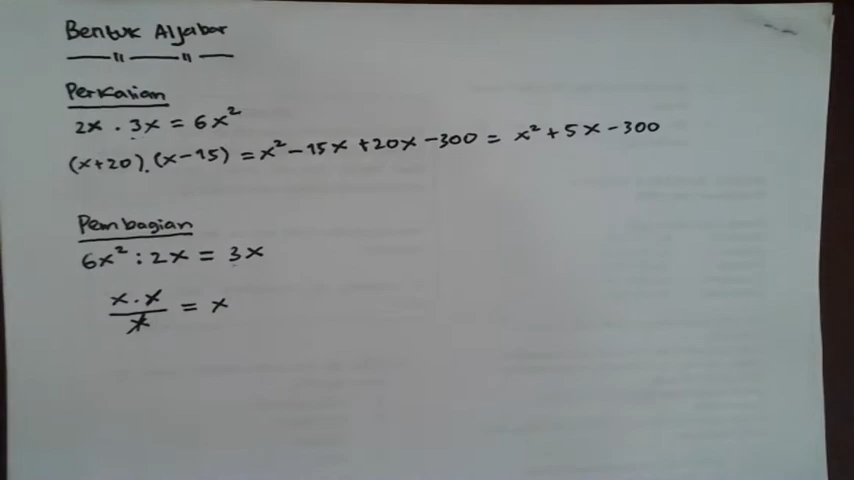 Bentuk Aljabar
Perkalian
2x . 3x = 6x²
(x+20) . (x-15) = x² - 15x + 20x - 300 = x² + 5x - 300
Pembagian
6x² : 2x = 3x
x . x / x = x